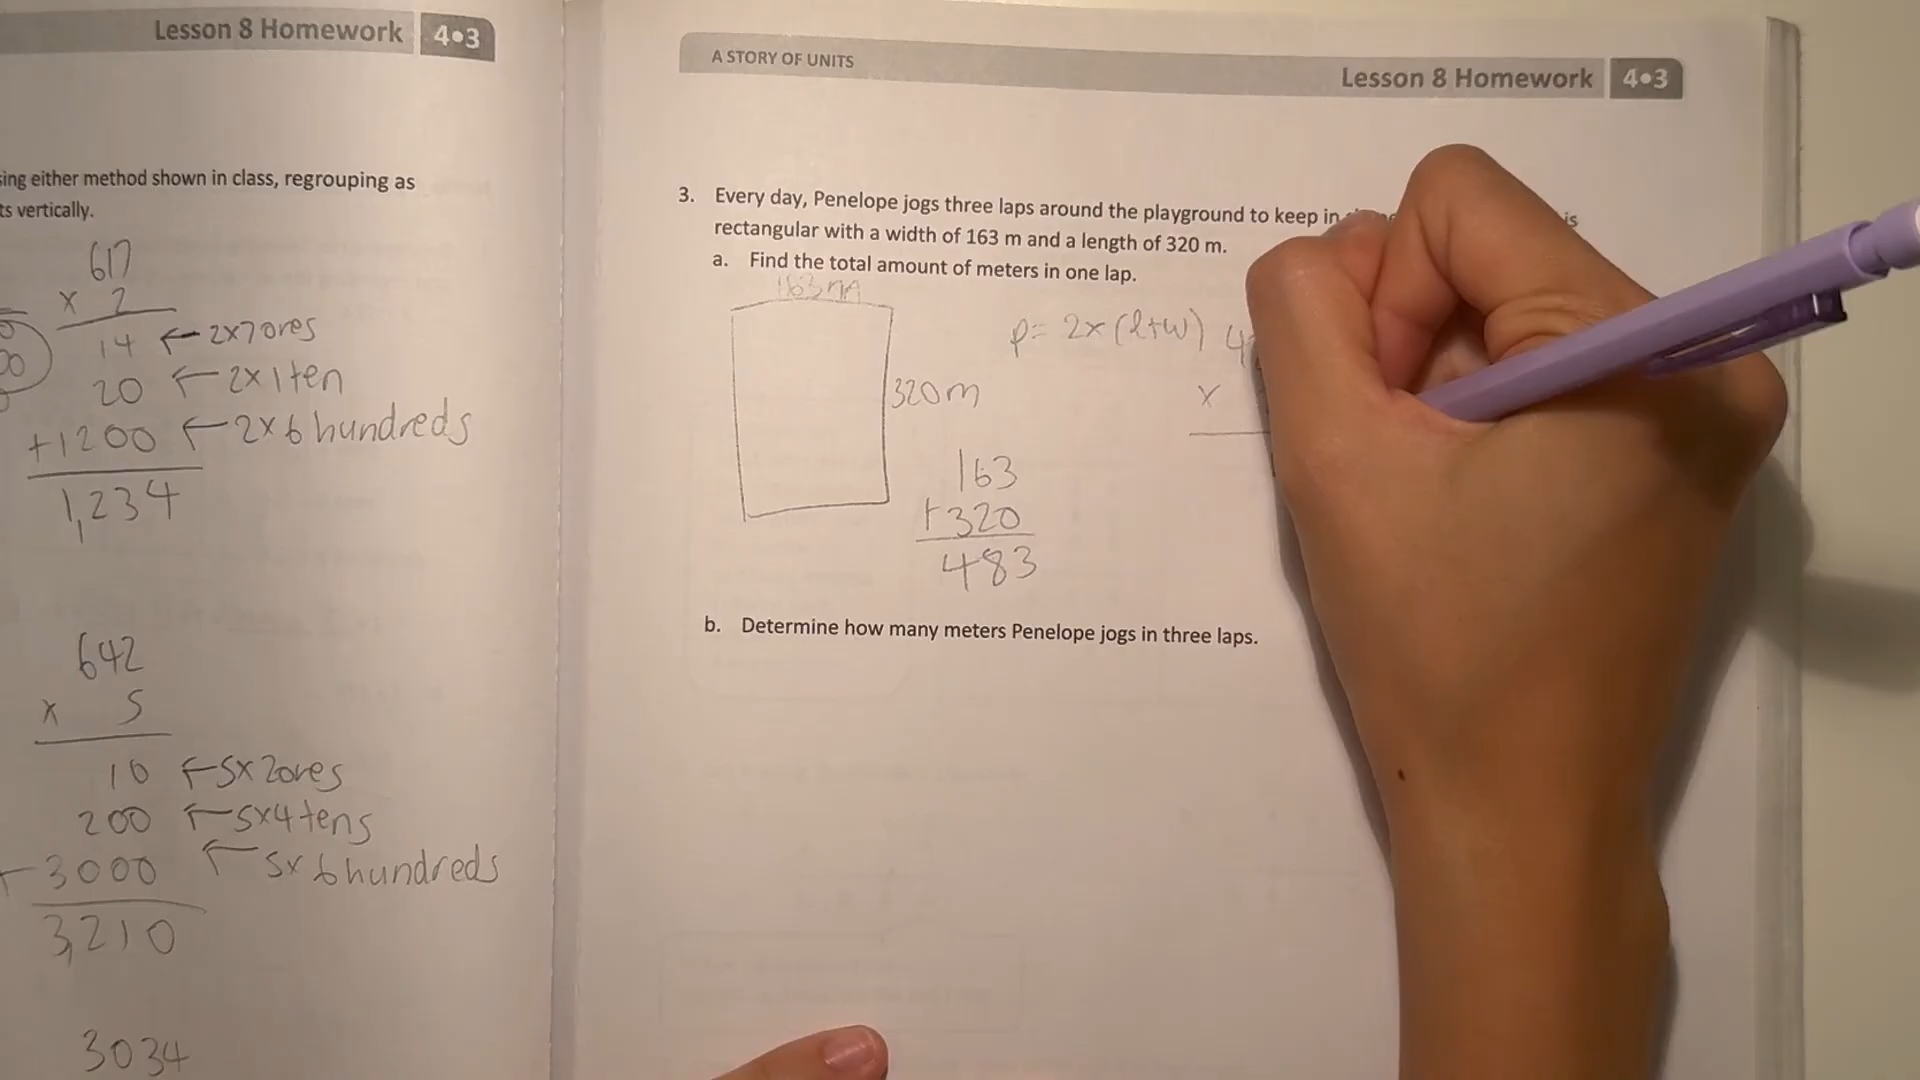 Lesson 8 Homework 4•3
sing either method shown in class, regrouping as
ts vertically.
617
x 2
14 ← 2x7 ones
20 ← 2x1 ten
+1200 ← 2x6 hundreds
1,234
642
x 5
10 ← 5x2 ones
200 ← 5x4 tens
3000 ← 5x6 hundreds
3,210
3034
A STORY OF UNITS
Lesson 8 Homework 4•3
3. Every day, Penelope jogs three laps around the playground to keep in is
rectangular with a width of 163 m and a length of 320 m.
a. Find the total amount of meters in one lap.
163 m
320 m
P= 2x(l+w)
4
x
163
+320
483
b. Determine how many meters Penelope jogs in three laps.